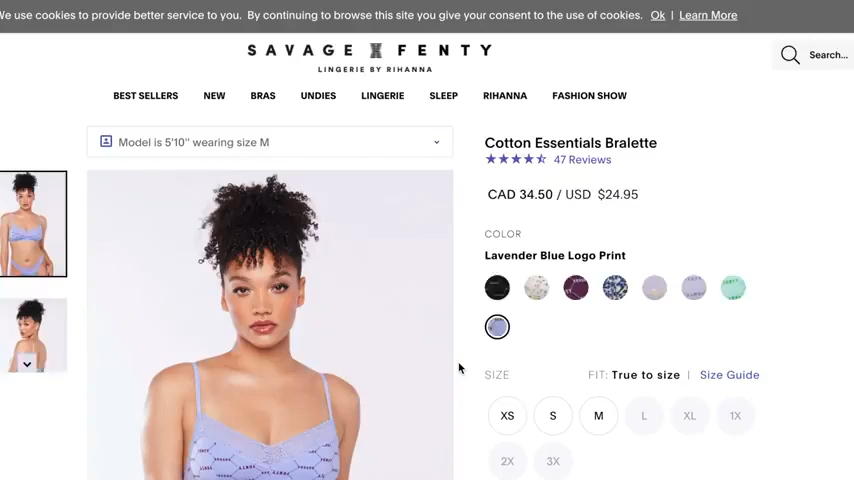 We use cookies to provide better service to you. By continuing to browse this site you give your consent to the use of cookies. Ok | Learn More
SAVAGE X FENTY
LINGERIE BY RIHANNA
Search...
BEST SELLERS NEW BRAS UNDIES LINGERIE SLEEP RIHANNA FASHION SHOW
Model is 5'10" wearing size M
Cotton Essentials Bralette
47 Reviews
CAD 34.50 / USD $24.95
COLOR
Lavender Blue Logo Print
SIZE FIT: True to size | Size Guide
XS S M L XL 1X
2X 3X